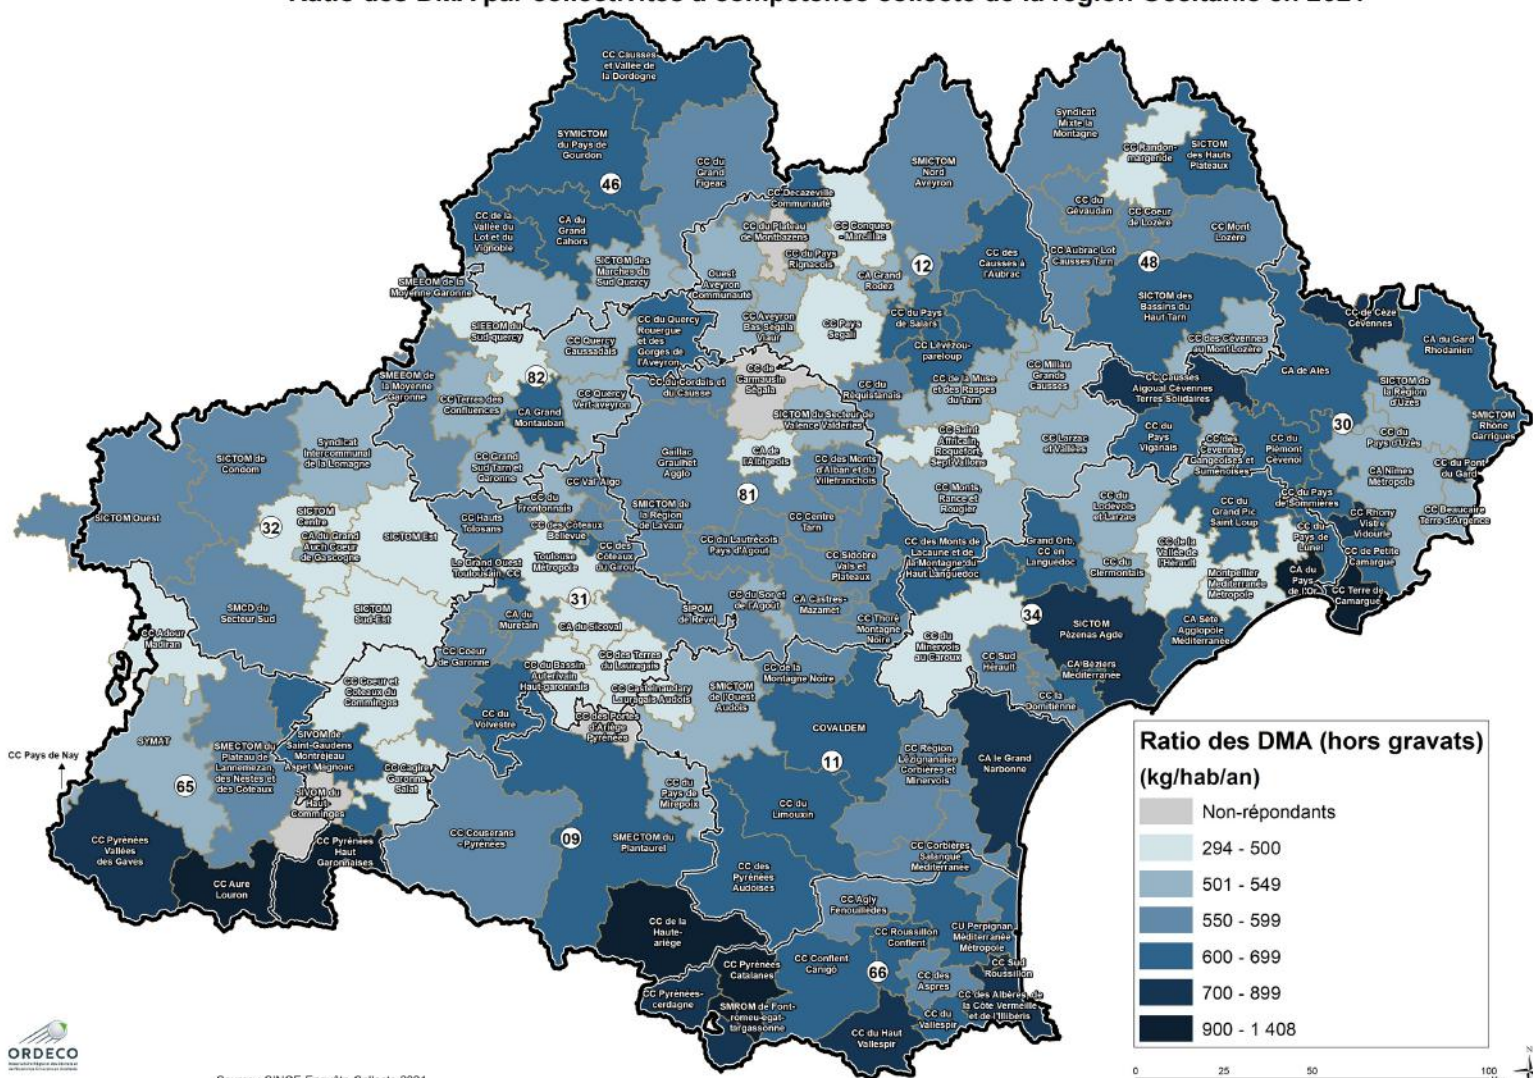 Ratio des DMA par collectivités à compétence collecte de la région Occitanie en 2021
CC Causses
et Vallée de
la Dordogne
SYMICTOM
du Pays de
Gourdon
46
CC du
Grand
Figeac
CC de la
Vallée du
Lot et du
Vignoble
CA du
Grand
Cahors
SICTOM des
Marches du
Sud Quercy
CC Decazeville
Communauté
CC du Plateau
de Montbazens
CC Conques
- Marcillac
CC du Pays
Rignacois
SMICTOM
Nord
Aveyron
12
CA Grand
Rodez
CC des
Causses à
l'Aubrac
Ouest
Aveyron
Communauté
CC Aveyron
Bas Ségala
Viaur
CC Pays
Ségali
CC du Pays
de Salars
CC Lévézou-
pareloup
CC de la Muse
et des Raspes
du Tarn
CC Millau
Grands
Causses
CC du
Réquistanais
CC Saint
Affricain,
Roquefort,
Sept Vallons
CC Larzac
et Vallées
CC Monts,
Rance et
Rougier
Syndicat
Mixte la
Montagne
CC Randon-
margeride
SICTOM
des Hauts
Plateaux
CC du
Gévaudan
CC Coeur
de Lozère
CC Mont
Lozère
CC Aubrac Lot
Causses Tarn
48
SICTOM des
Bassins du
Haut Tarn
CC des Cévennes
au Mont Lozère
CC de Cèze
Cévennes
CA du Gard
Rhodanien
CA de Alès
SICTOM de
la Région
d'Uzès
30
CC du
Pays d'Uzès
SMICTOM
Rhône
Garrigues
CC Causses
Aigoual Cévennes
Terres Solidaires
CC du
Pays
Viganais
CC des
Cévennes
Gangeoises et
Suménoises
CC du
Piémont
Cévenol
CA Nîmes
Métropole
CC du Pont
du Gard
CC Beaucaire
Terre d'Argence
CC du Pays
de Sommières
CC Rhony
Vistre
Vidourle
CC de Petite
Camargue
CC Terre de
Camargue
CC du
Pays de
Lunel
CA du
Pays
de l'Or
CC du
Grand Pic
Saint Loup
Montpellier
Méditerranée
Métropole
CC de la
Vallée de
l'Hérault
CC du
Lodévois
et Larzac
CC du
Clermontais
Grand Orb,
CC en
Languedoc
34
CC des Monts de
Lacaune et de
la Montagne du
Haut Languedoc
CC du
Minervois
au Caroux
SICTOM
Pézenas Agde
CA Sète
Agglopôle
Méditerranée
CC Sud
Hérault
CA Béziers
Méditerranée
CC la
Domitienne
SMEEOM de la
Moyenne Garonne
SIEEOM du
Sud quercy
CC Quercy
Caussadais
CC du Quercy
Rouergue
et des
Gorges de
l'Aveyron
82
SMEEOM de
la Moyenne
Garonne
CC Terres des
Confluences
CA Grand
Montauban
CC Quercy
Vert-aveyron
CC Grand
Sud Tarn et
Garonne
CC de
Carmausin
Ségala
CC du Cordais et
du Causse
SICTOM du Secteur de
Valence Valdériès
CA de
l'Albigeois
CC des Monts
d'Alban et du
Villefranchois
Gaillac
Graulhet
Agglo
81
SMICTOM de
la Région
de Lavaur
CC Centre
Tarn
CC du Lautrécois
Pays d'Agout
CC Sidobre
Vals et
Plateaux
CC du Sor et
de l'Agout
CA Castres-
Mazamet
CC Thoré
Montagne
Noire
SIPOM
de Revel
SICTOM de
Condom
Syndicat
Intercommunal
de la Lomagne
SICTOM Ouest
32
SICTOM
Centre
CA du Grand
Auch Coeur
de Gascogne
SICTOM Est
SMCD du
Secteur Sud
SICTOM
Sud-Est
CC Hauts
Tolosans
CC du
Frontonnais
CC Val'Aïgo
CC des Côteaux
Bellevue
CC des
Côteaux
du Girou
Toulouse
Métropole
Le Grand Ouest
Toulousain, CC
31
CA du Sicoval
CA du
Muretain
CC Coeur
de Garonne
CC du Bassin
Auterivain
Haut-garonnais
CC des Terres
du Lauragais
CC Castelnaudary
Lauragais Audois
CC du
Volvestre
CC des Portes
d'Ariège
Pyrénées
CC Coeur et
Coteaux du
Comminges
CC Cagire
Garonne
Salat
SIVOM de
Saint-Gaudens
Montréjeau
Aspet Magnoac
SIVOM du
Haut-
Comminges
CC Pyrénées
Haut
Garonnaises
CC Adour
Madiran
SYMAT
65
SMECTOM du
Plateau de
Lannemezan,
des Nestes et
des Côteaux
CC Pays de Nay
CC Pyrénées
Vallées
des Gaves
CC Aure
Louron
CC Couserans
-Pyrénées
09
SMECTOM du
Plantaurel
CC du
Pays de
Mirepoix
CC de la
Haute-
ariège
SMICTOM
de l'Ouest
Audois
CC de la
Montagne Noire
COVALDEM
11
CC du
Limouxin
CC Région
Lézignanaise
Corbières et
Minervois
CA le Grand
Narbonne
CC des
Pyrénées
Audoises
CC Corbières
Salanque
Méditerranée
CC Agly
Fenouillèdes
CC Roussillon
Conflent
CU Perpignan
Méditerranée
Métropole
CC Conflent
Canigó
66
CC des
Aspres
CC Sud
Roussillon
CC des Albères, de
la Côte Vermeille
et de l'Illibéris
CC du
Vallespir
CC du Haut
Vallespir
CC Pyrénées
Catalanes
CC Pyrénées-
cerdagne
SMROM de Font-
romeu-egat-
targassonne
Ratio des DMA (hors gravats)
(kg/hab/an)
Non-répondants
294 - 500
501 - 549
550 - 599
600 - 699
700 - 899
900 - 1 408
0 25 50 100
N
ORDECO
Source : SINOE Enquête Collecte 2021